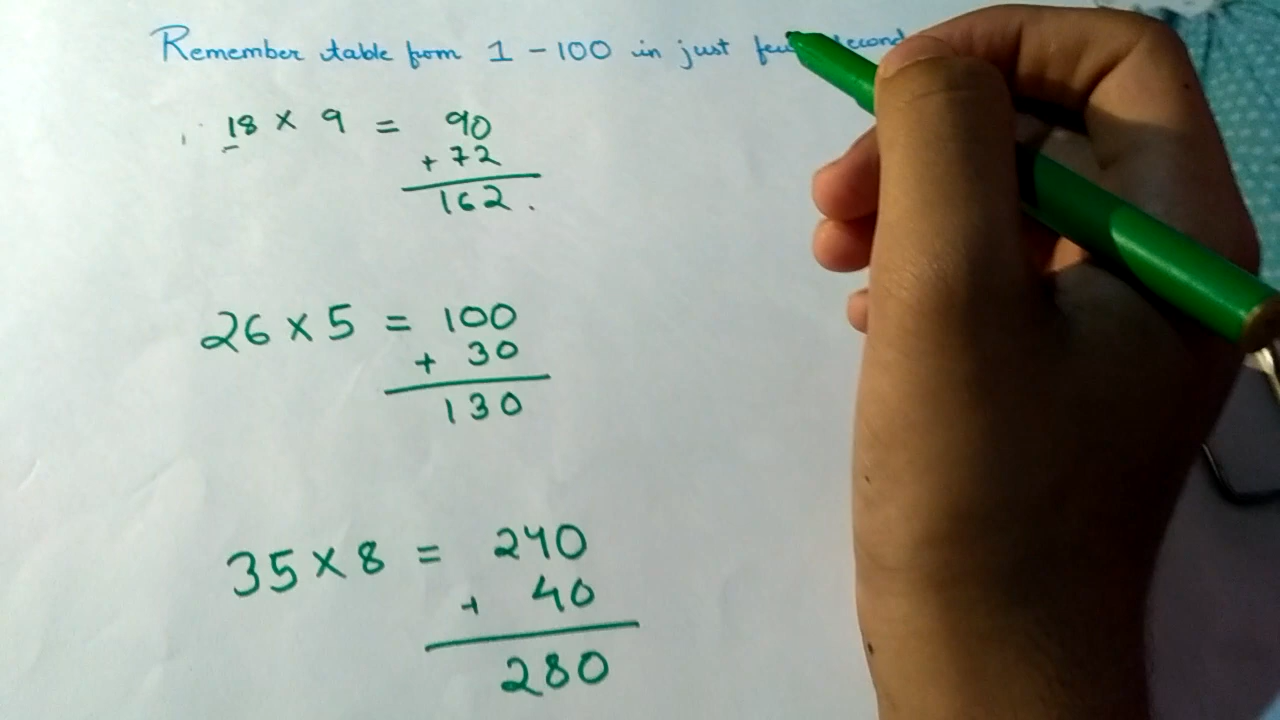 Remember table from 1 - 100 in just few second
18 × 9 = 90
+ 72
162.
26 × 5 = 100
+ 30
130
35 × 8 = 240
+ 40
280